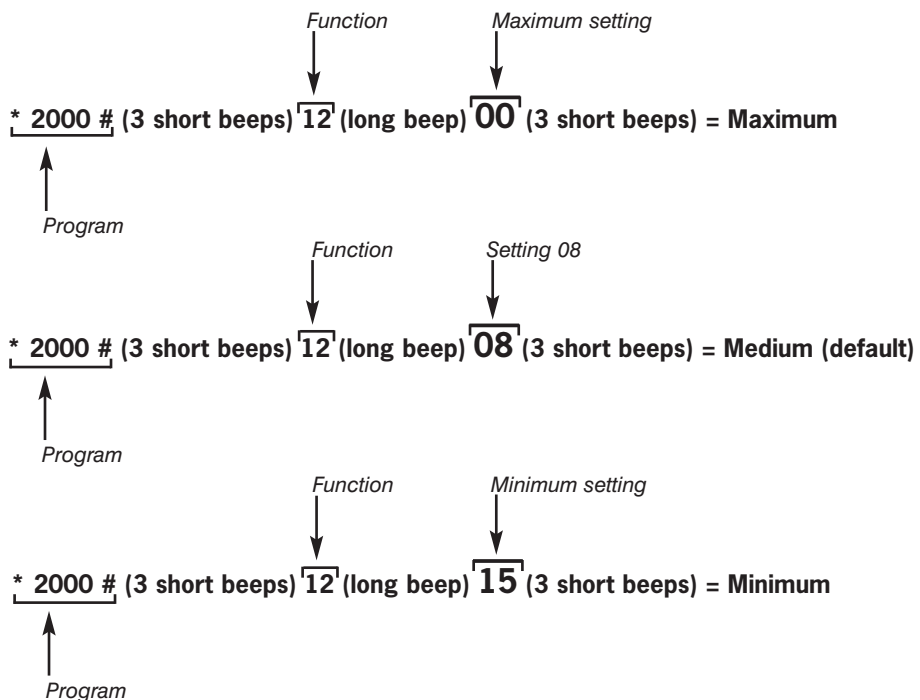 Function Maximum setting
* 2000 # (3 short beeps) 12 (long beep) 00 (3 short beeps) = Maximum
Program
Function Setting 08
* 2000 # (3 short beeps) 12 (long beep) 08 (3 short beeps) = Medium (default)
Program
Function Minimum setting
* 2000 # (3 short beeps) 12 (long beep) 15 (3 short beeps) = Minimum
Program